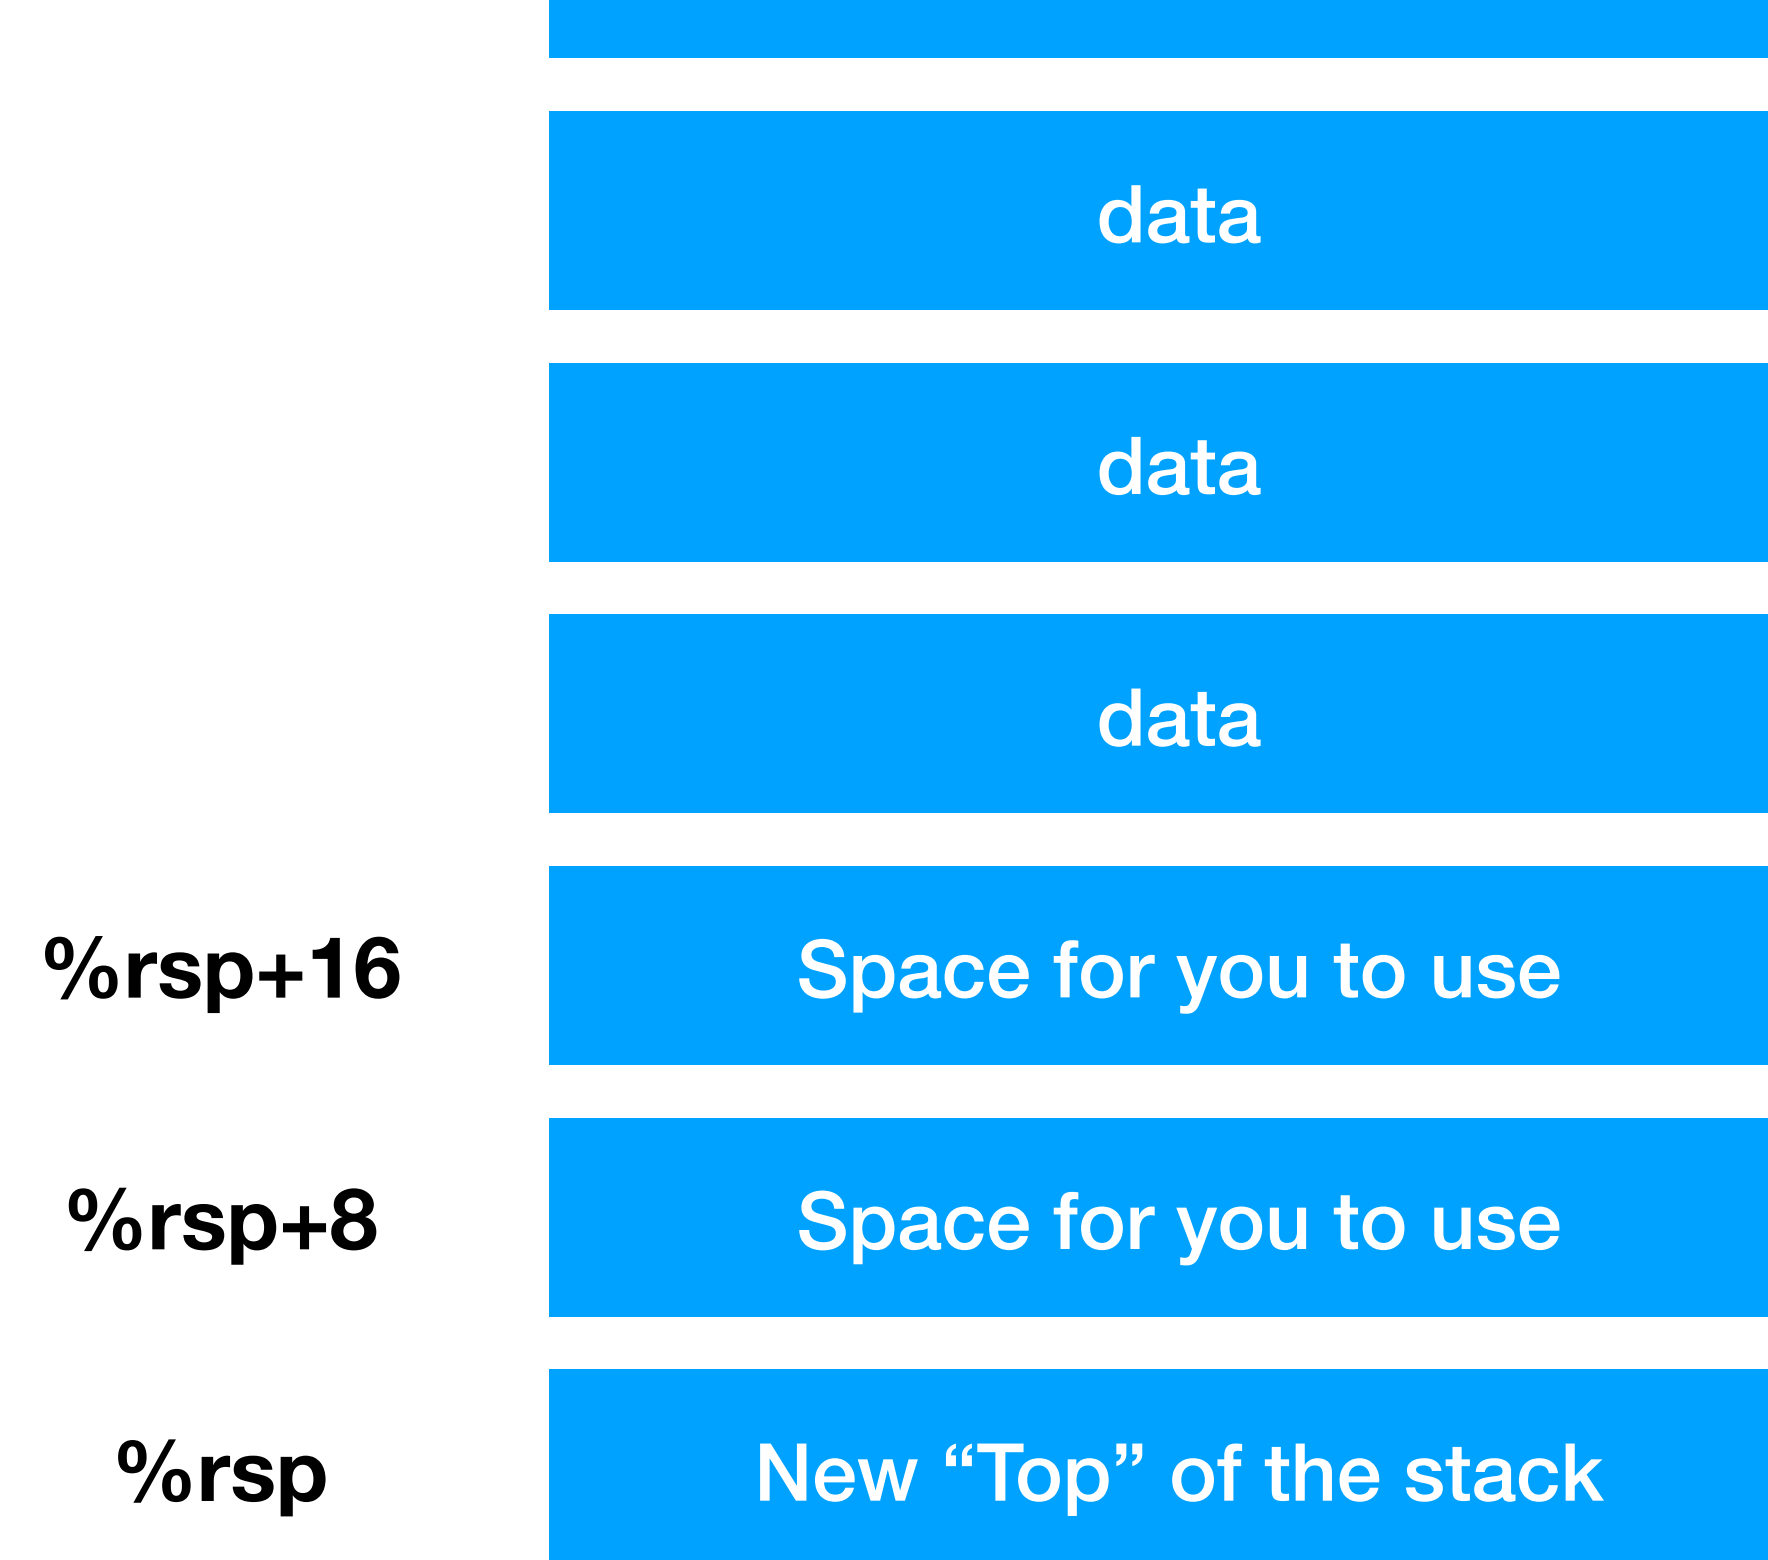 data
data
data
%rsp+16 Space for you to use
%rsp+8 Space for you to use
%rsp New “Top” of the stack